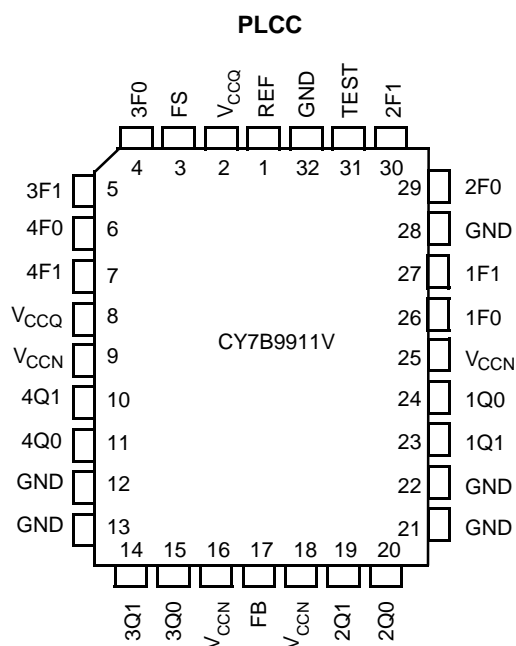 PLCC
3F0 FS VCCQ REF GND TEST 2F1
4 3 2 1 32 31 30
3F1 5 29 2F0
4F0 6 28 GND
4F1 7 27 1F1
VCCQ 8 26 1F0
CY7B9911V
VCCN 9 25 VCCN
4Q1 10 24 1Q0
4Q0 11 23 1Q1
GND 12 22 GND
GND 13 21 GND
14 15 16 17 18 19 20
3Q1 3Q0 VCCN FB VCCN 2Q1 2Q0